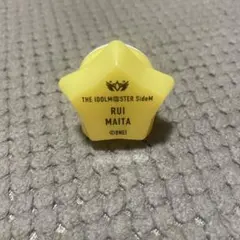 THE IDOLM@STER SideM
RUI
MAITA
©BNEI